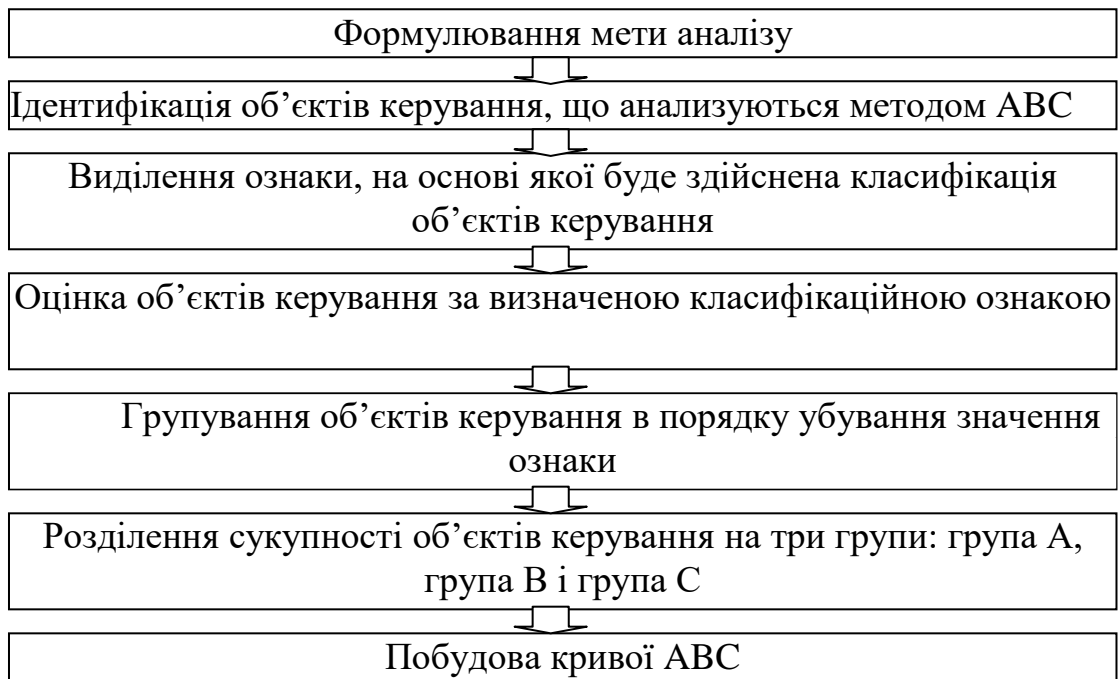 Формулювання мети аналізу
Ідентифікація об’єктів керування, що анализуються методом АВС
Виділення ознаки, на основі якої буде здійснена класифікація
об’єктів керування
Оцінка об’єктів керування за визначеною класифікаційною ознакою
Групування об’єктів керування в порядку убування значення
ознаки
Розділення сукупності об’єктів керування на три групи: група А,
група В і група С
Побудова кривої АВС